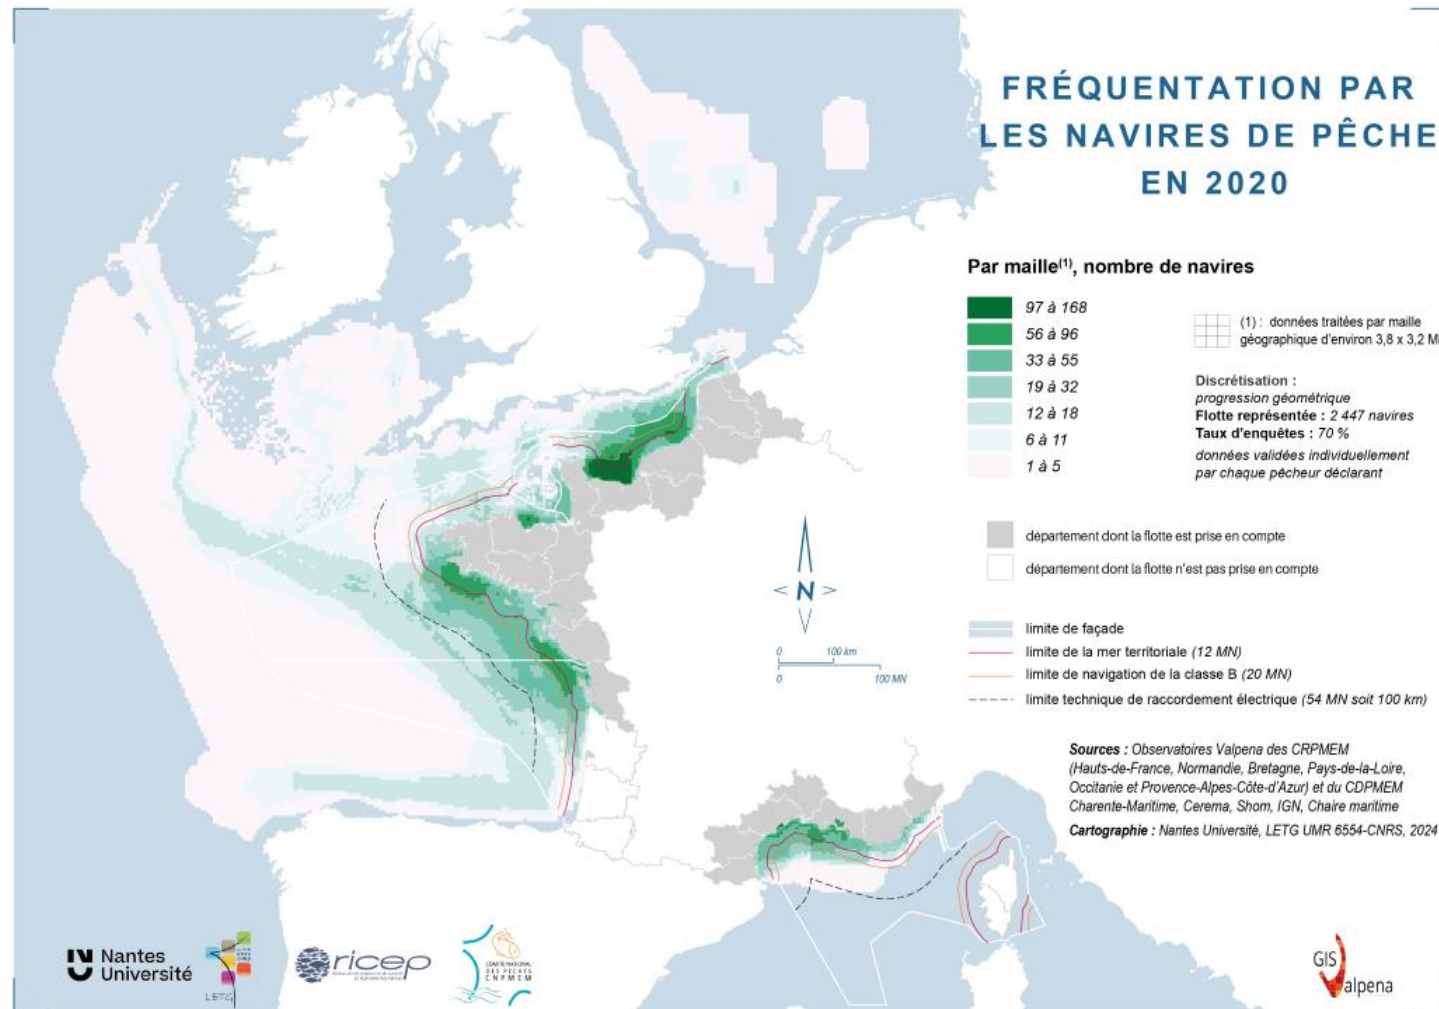 FRÉQUENTATION PAR
LES NAVIRES DE PÊCHE
EN 2020
Par maille(1), nombre de navires
97 à 168
56 à 96
33 à 55
19 à 32
12 à 18
6 à 11
1 à 5
(1) : données traitées par maille
géographique d'environ 3,8 x 3,2 M
Discrétisation :
progression géométrique
Flotte représentée : 2 447 navires
Taux d'enquêtes : 70 %
données validées individuellement
par chaque pêcheur déclarant
département dont la flotte est prise en compte
département dont la flotte n'est pas prise en compte
N
0 100 km
0 100 MN
limite de façade
limite de la mer territoriale (12 MN)
limite de navigation de la classe B (20 MN)
limite technique de raccordement électrique (54 MN soit 100 km)
Sources : Observatoires Valpena des CRPMEM
(Hauts-de-France, Normandie, Bretagne, Pays-de-la-Loire,
Occitanie et Provence-Alpes-Côte-d'Azur) et du CDPMEM
Charente-Maritime, Cerema, Shom, IGN, Chaire maritime
Cartographie : Nantes Université, LETG UMR 6554-CNRS, 2024
Nantes
Université
LETG
ricep
COMITÉ NATIONAL
DES PÊCHES
CNPMEM
GIS
Valpena